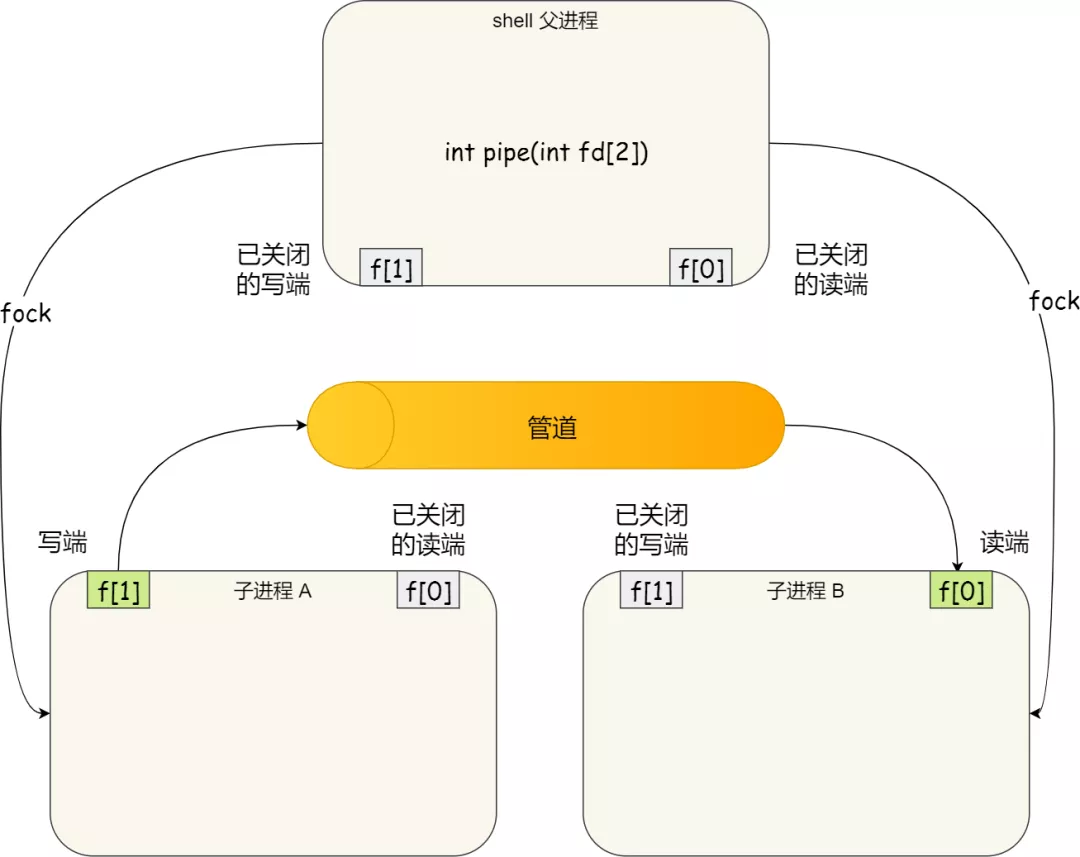 shell 父进程
int pipe(int fd[2])
已关闭
的写端
f[1]
f[0]
已关闭
的读端
fock
fock
管道
写端
已关闭
的读端
已关闭
的写端
读端
f[1]
子进程 A
f[0]
f[1]
子进程 B
f[0]